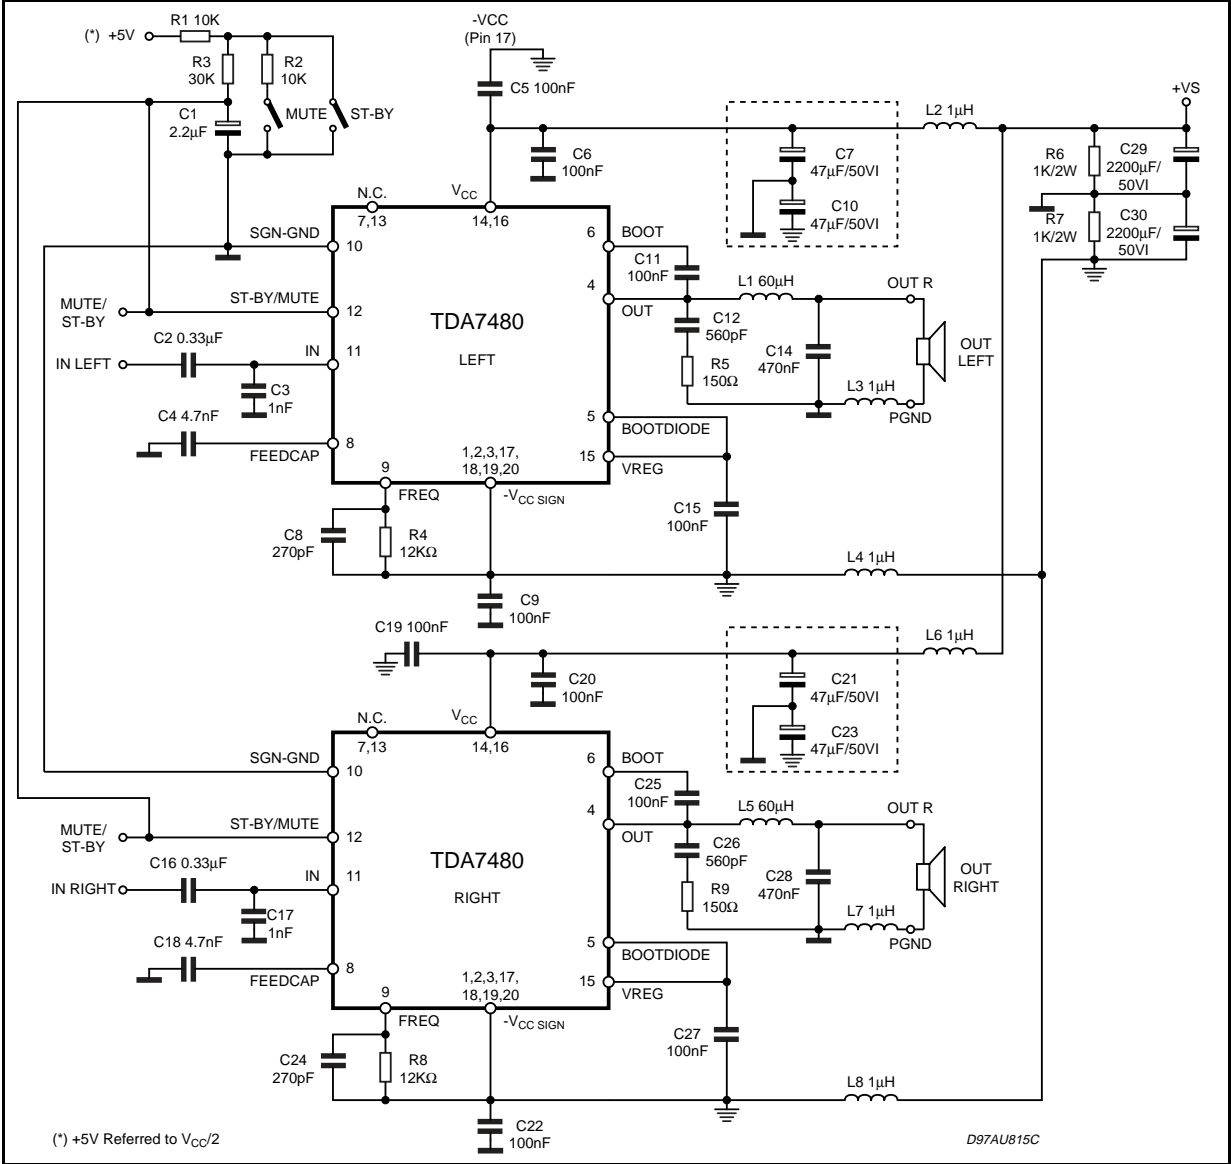 R1 10K
(*) +5V
R3
30K
R2
10K
C1
2.2µF
MUTE
ST-BY
-VCC
(Pin 17)
C5 100nF
C6
100nF
C7
47µF/50Vl
C10
47µF/50Vl
L2 1µH
+VS
R6
1K/2W
C29
2200µF/
50Vl
R7
1K/2W
C30
2200µF/
50Vl
N.C.
7,13
VCC
14,16
SGN-GND
10
6
BOOT
C11
100nF
4
OUT
L1 60µH
OUT R
MUTE/
ST-BY
ST-BY/MUTE
12
TDA7480
LEFT
C12
560pF
R5
150Ω
C14
470nF
OUT
LEFT
C2 0.33µF
IN LEFT
IN
11
C3
1nF
L3 1µH
PGND
C4 4.7nF
8
FEEDCAP
5
BOOTDIODE
15
VREG
9
FREQ
1,2,3,17,
18,19,20
-VCC SIGN
C8
270pF
R4
12KΩ
C15
100nF
L4 1µH
C9
100nF
C19 100nF
C20
100nF
C21
47µF/50Vl
C23
47µF/50Vl
L6 1µH
N.C.
7,13
VCC
14,16
SGN-GND
10
6
BOOT
C25
100nF
4
OUT
L5 60µH
OUT R
MUTE/
ST-BY
ST-BY/MUTE
12
TDA7480
RIGHT
C26
560pF
R9
150Ω
C28
470nF
OUT
RIGHT
C16 0.33µF
IN RIGHT
IN
11
C17
1nF
L7 1µH
PGND
C18 4.7nF
8
FEEDCAP
5
BOOTDIODE
15
VREG
9
FREQ
1,2,3,17,
18,19,20
-VCC SIGN
C24
270pF
R8
12KΩ
C27
100nF
L8 1µH
C22
100nF
(*) +5V Referred to VCC/2
D97AU815C